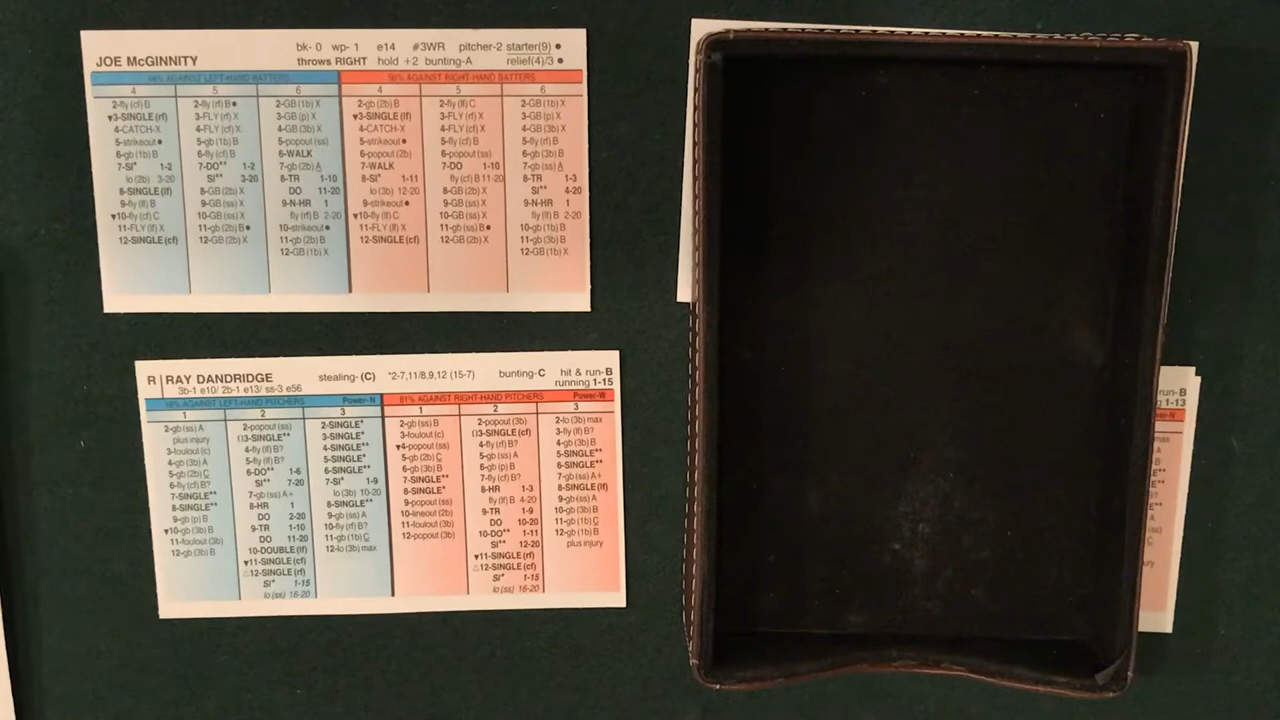 bk- 0 wp- 1 e14 #3WR pitcher-2 starter(9) ●
JOE McGINNITY throws RIGHT hold +2 bunting-A relief(4)/3 ●
AGAINST LEFT-HAND BATTERS AGAINST RIGHT-HAND BATTERS
4 5 6 4 5 6
2-fly (cf) B 2-fly (rf) B ● 2-GB (1b) X 2-gb (2b) B 2-fly (lf) C 2-GB (1b) X
▼3-SINGLE (rf) 3-FLY (rf) X 3-GB (p) X ▼3-SINGLE (lf) 3-FLY (rf) X 3-GB (p) X
4-CATCH-X 4-FLY (cf) X 4-GB (3b) X 4-CATCH-X 4-FLY (cf) X 4-GB (3b) X
5-strikeout ● 5-gb (1b) B 5-popout (ss) 5-strikeout ● 5-fly (cf) B 5-fly (rf) B
6-gb (1b) B 6-fly (cf) B 6-WALK 6-popout (2b) 6-popout (ss) 6-gb (3b) B
7-SI* 1-2 7-DO** 1-2 7-gb (2b) A 7-WALK 7-DO 1-10 7-gb (ss) A
lo (2b) 3-20 SI** 3-20 8-TR 1-10 8-SI* 1-11 fly (cf) B 11-20 8-TR 1-3
8-SINGLE (lf) 8-GB (2b) X DO 11-20 lo (3b) 12-20 8-GB (2b) X SI** 4-20
9-fly (lf) B 9-GB (ss) X 9-N-HR 1 9-strikeout ● 9-GB (ss) X 9-N-HR 1
▼10-fly (cf) C 10-GB (ss) X fly (rf) B 2-20 ▼10-fly (lf) C 10-GB (ss) X fly (lf) B 2-20
11-FLY (lf) X 11-gb (2b) B ● 10-strikeout ● 11-FLY (lf) X 11-gb (ss) B ● 10-gb (1b) B
12-SINGLE (cf) 12-GB (2b) X 11-gb (2b) B 12-SINGLE (cf) 12-GB (2b) X 11-gb (3b) B
12-GB (1b) X 12-GB (1b) X
R RAY DANDRIDGE stealing- (C) *2-7,11/8,9,12 (15-7) bunting-C hit & run-B
3b-1 e10/ 2b-1 e13/ ss-3 e56 running 1-15
AGAINST LEFT-HAND PITCHERS Power-N 81% AGAINST RIGHT-HAND PITCHERS Power-W
1 2 3 1 2 3
2-gb (ss) A 2-popout (ss) 2-SINGLE* 2-gb (ss) B 2-popout (3b) 2-lo (3b) max
plus injury 3-SINGLE** 3-SINGLE* 3-foulout (c) 3-SINGLE (cf) 3-fly (lf) B?
3-foulout (c) 4-fly (lf) B? 4-SINGLE** ▼4-popout (ss) 4-fly (rf) B? 4-gb (3b) B
4-gb (3b) A 5-fly (lf) B? 5-SINGLE* 5-gb (2b) C 5-gb (ss) A 5-SINGLE**
5-gb (2b) C 6-DO** 1-6 6-SINGLE** 6-gb (3b) B 6-gb (p) B 6-SINGLE**
6-fly (cf) B? SI** 7-20 7-SI* 1-9 7-SINGLE** 7-fly (cf) B? 7-gb (ss) A+
7-SINGLE** 7-gb (ss) A+ lo (3b) 10-20 8-SINGLE* 8-HR 1-3 8-SINGLE (lf)
8-SINGLE** 8-HR 1 8-SINGLE** 9-popout (ss) fly (lf) B 4-20 9-gb (ss) A
9-gb (p) B DO 2-20 9-gb (ss) A 10-lineout (2b) 9-TR 1-9 10-gb (3b) B
▼10-gb (3b) B 9-TR 1-10 10-fly (rf) B? 11-foulout (3b) DO 10-20 11-gb (1b) C
11-foulout (3b) DO 11-20 11-gb (1b) C 12-popout (3b) 10-DO** 1-11 12-gb (1b) B
12-gb (3b) B 10-DOUBLE (lf) 12-lo (3b) max SI** 12-20 plus injury
▼11-SINGLE (cf) ▼11-SINGLE (rf)
△12-SINGLE (rf) △12-SINGLE (cf)
SI* 1-15 SI* 1-15
lo (ss) 16-20 lo (ss) 16-20
run-B
1-13